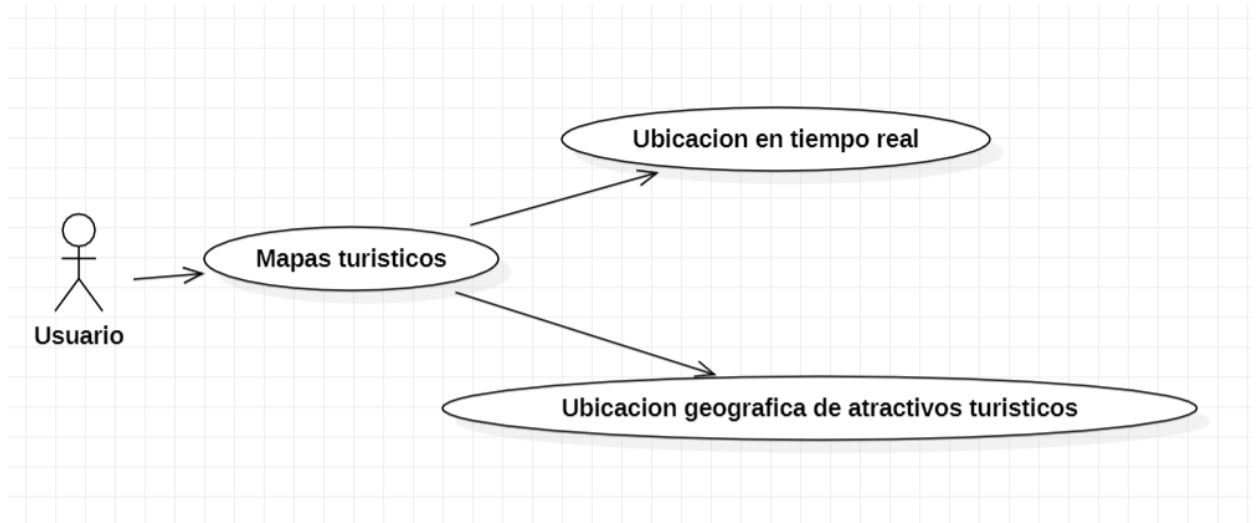 Ubicacion en tiempo real
Mapas turisticos
Usuario
Ubicacion geografica de atractivos turisticos